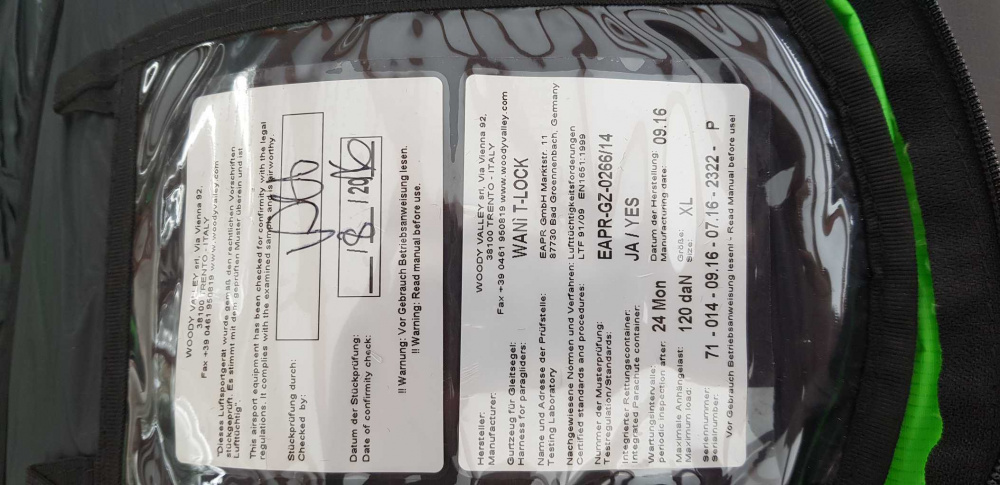 WOODY VALLEY srl, Via Vienna 92,
38100 TRENTO - ITALY
Fax +39 0461 950819 www.woodyvalley.com
"Dieses Luftsportgerät wurde gemäß den rechtlichen Vorschriften
stückgeprüft. Es stimmt mit dem geprüften Muster überein und ist
Lufttüchtig".
This airsport equipment has been checked for confirmity with the legal
regulations. It complies with the examined sample and is airworthy.
Stückprüfung durch:
Checked by:
Datum der Stückprüfung:
Date of confirmity check:
18 2016
!! Warnung: Vor Gebrauch Betriebsanweisung lesen.
!! Warning: Read manual before use.
WOODY VALLEY srl, Via Vienna 92,
38100 TRENTO - ITALY
Fax +39 0461 950819 www.woodyvalley.com
Hersteller:
Manufacturer:
Gurtzeug für Gleitsegel:
Harness for paragliders:
WANI T-LOCK
Name und Adresse der Prüfstelle:
Testing Laboratory
EAPR GmbH Marktstr. 11
87730 Bad Groennenbach, Germany
Nachgewiesene Normen und Verfahren: Lufttüchtigkeitsforderungen
Certified standards and procedures: LTF 91/09 EN1651:1999
Nummer der Musterprüfung:
Testregulation/Standards:
EAPR-GZ-0266/14
Integrierter Rettungscontainer:
Integrated Parachute container:
JA / YES
Wartungsintervalle:
periodic inspection after:
24 Mon
Datum der Herstellung:
Manufacturing date:
09.16
Maximale Anhängelast:
Maximum load:
120 daN
Größe:
Size:
XL
Seriennummer:
Serialnumber:
71 - 014 - 09.16 - 07.16 - 2322 - P
Vor Gebrauch Betriebsanweisung lesen! - Read Manual before use!